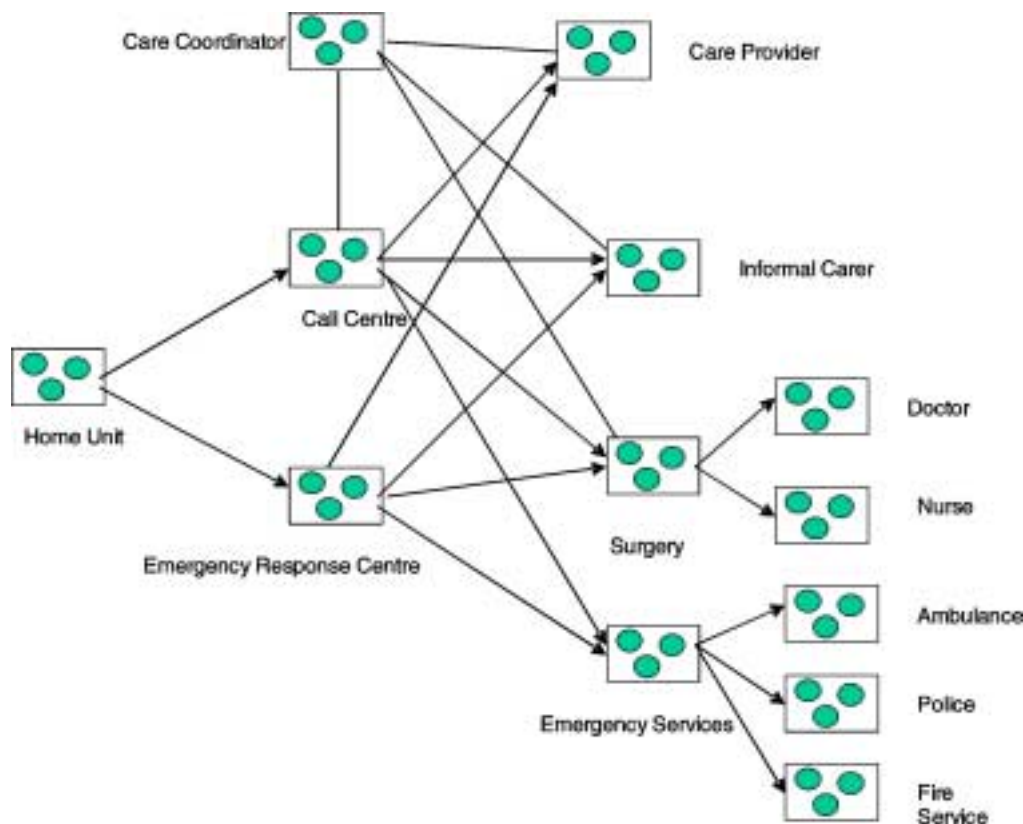 Care Coordinator
Care Provider
Call Centre
Informal Carer
Home Unit
Doctor
Nurse
Surgery
Emergency Response Centre
Ambulance
Police
Emergency Services
Fire
Service